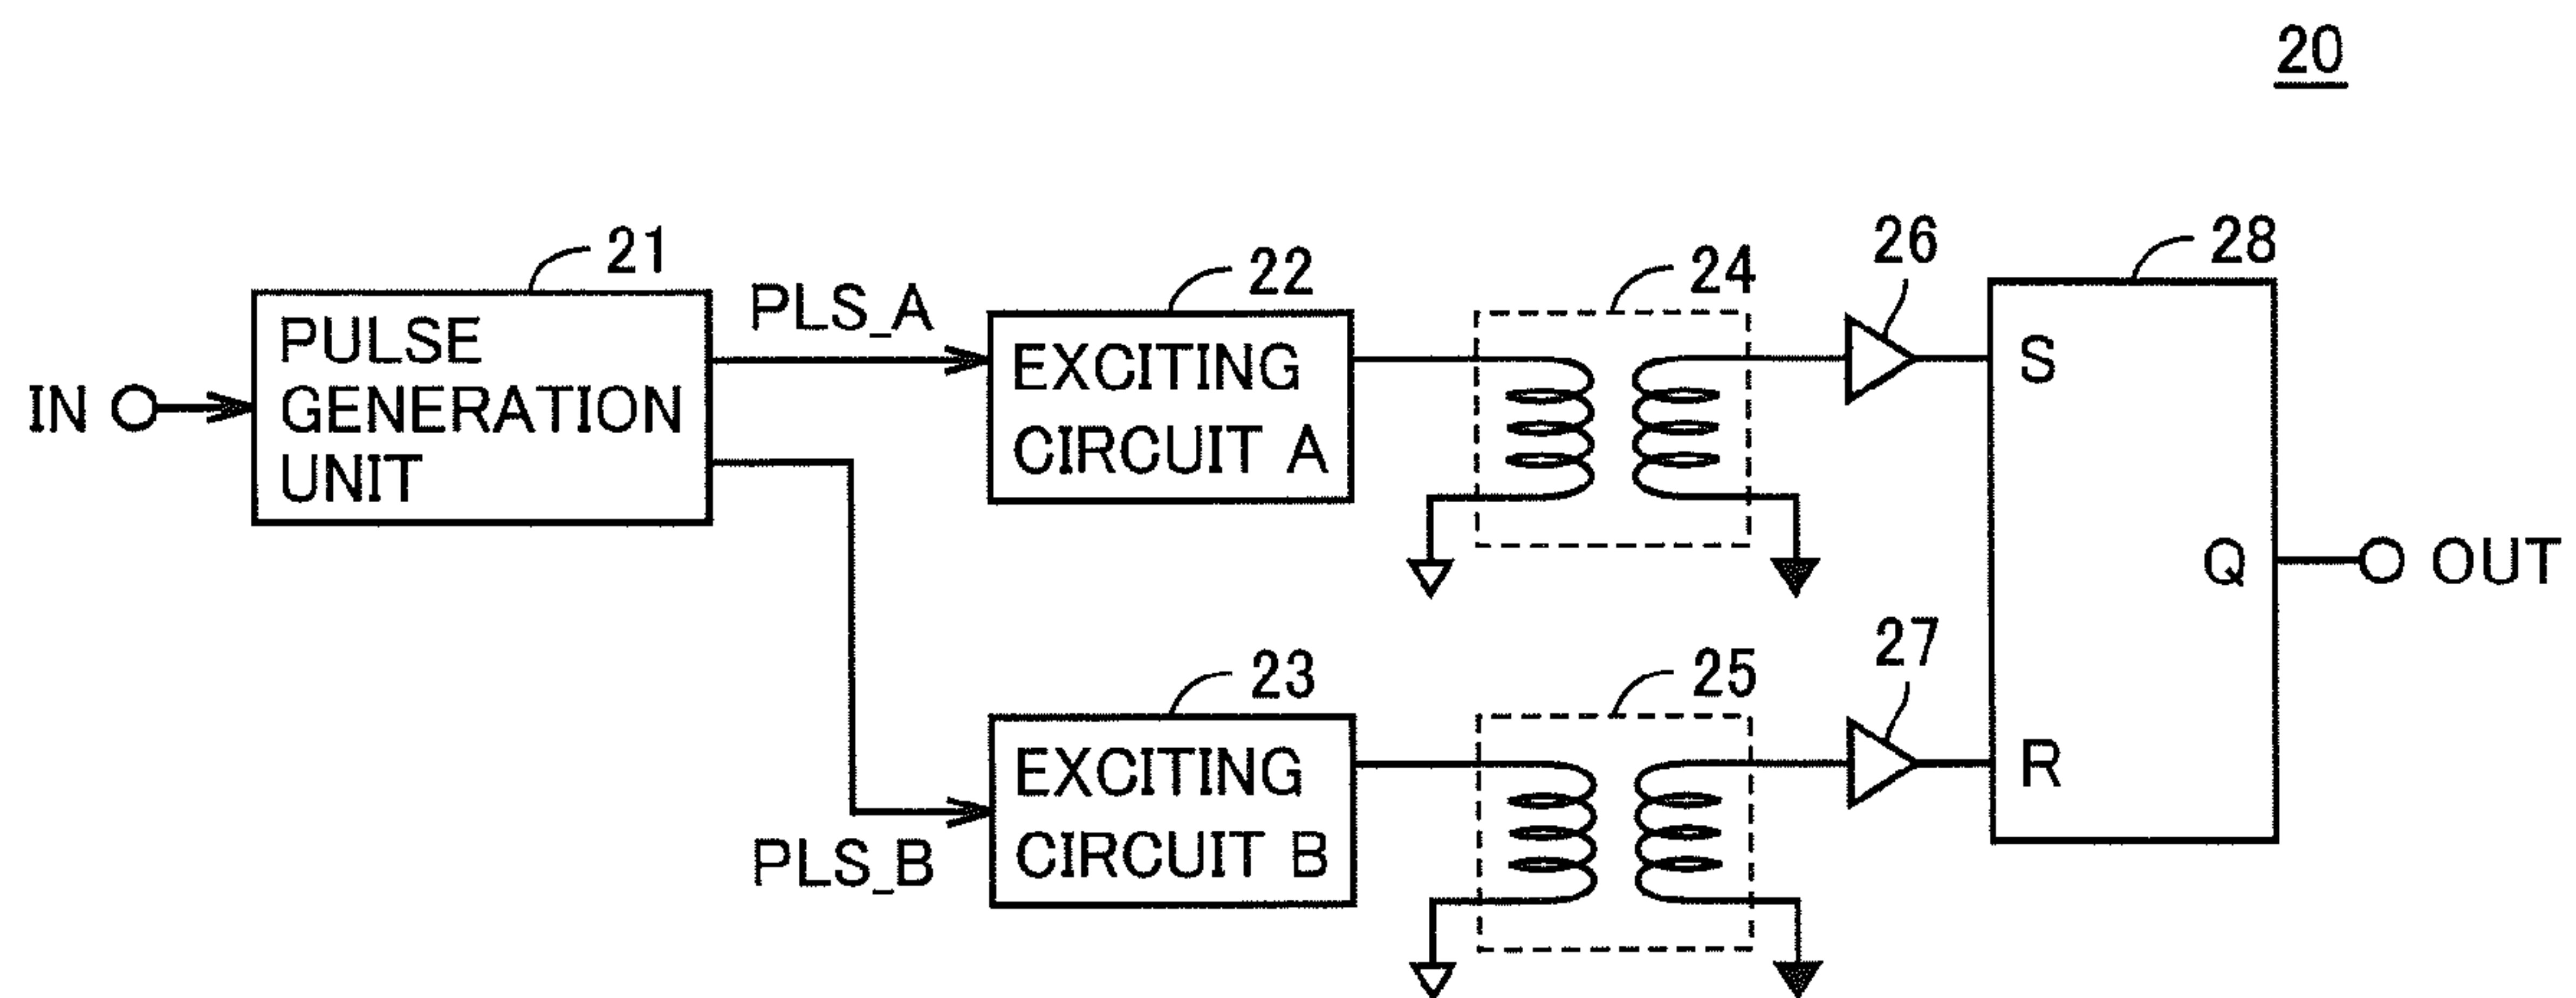 20
21
PULSE
GENERATION
UNIT
IN
PLS_A
22
EXCITING
CIRCUIT A
24
26
28
S
Q
OUT
PLS_B
23
EXCITING
CIRCUIT B
25
27
R